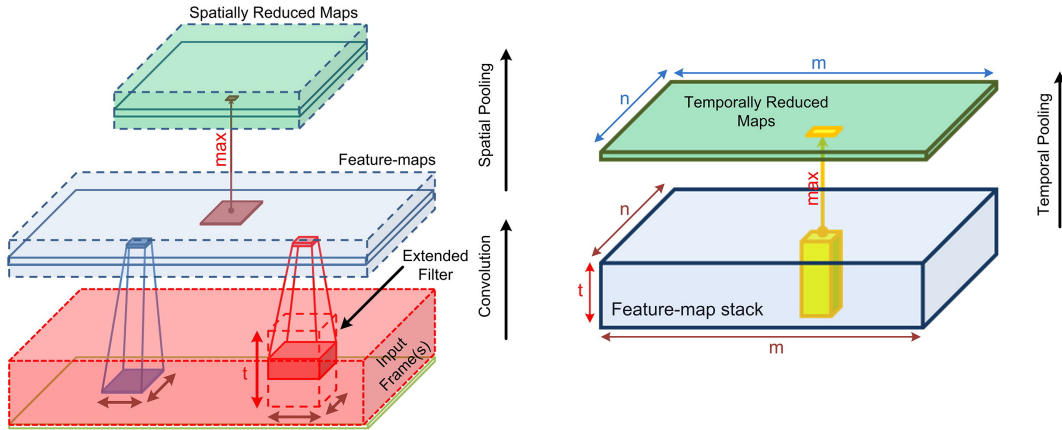 Spatially Reduced Maps
max
Spatial Pooling
Feature-maps
Convolution
Extended
Filter
t
Input
Frame(s)
m
n
Temporally Reduced
Maps
max
Temporal Pooling
n
t
Feature-map stack
m